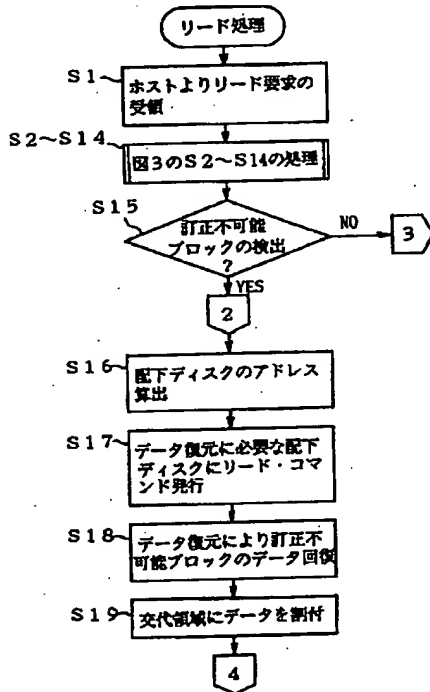 リード処理
S1
ホストよりリード要求の
受領
S2~S14
図3のS2~S14の処理
S15
訂正不可能
ブロックの検出
?
NO
3
YES
2
S16
配下ディスクのアドレス
算出
S17
データ復元に必要な配下
ディスクにリード・コマ
ンド発行
S18
データ復元により訂正不
可能ブロックのデータ回復
S19
交代領域にデータを割付
4